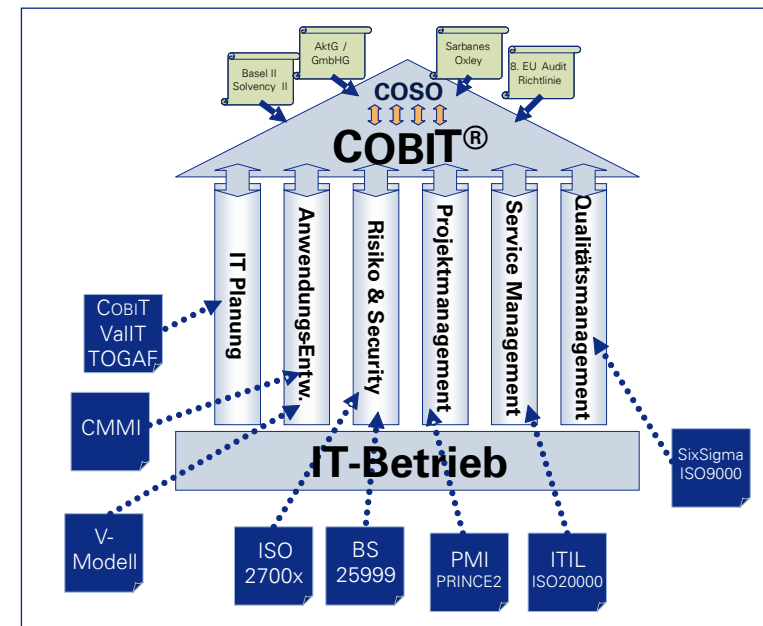 AktG /
GmbHG
Sarbanes
Oxley
Basel II
Solvency II
8. EU Audit
Richtlinie
COSO
COBIT®
IT Planung
Anwendungs-Entw.
Risiko & Security
Projektmanagement
Service Management
Qualitätsmanagement
COBIT
ValIT
TOGAF
CMMI
V-
Modell
IT-Betrieb
SixSigma
ISO9000
ISO
2700x
BS
25999
PMI
PRINCE2
ITIL
ISO20000